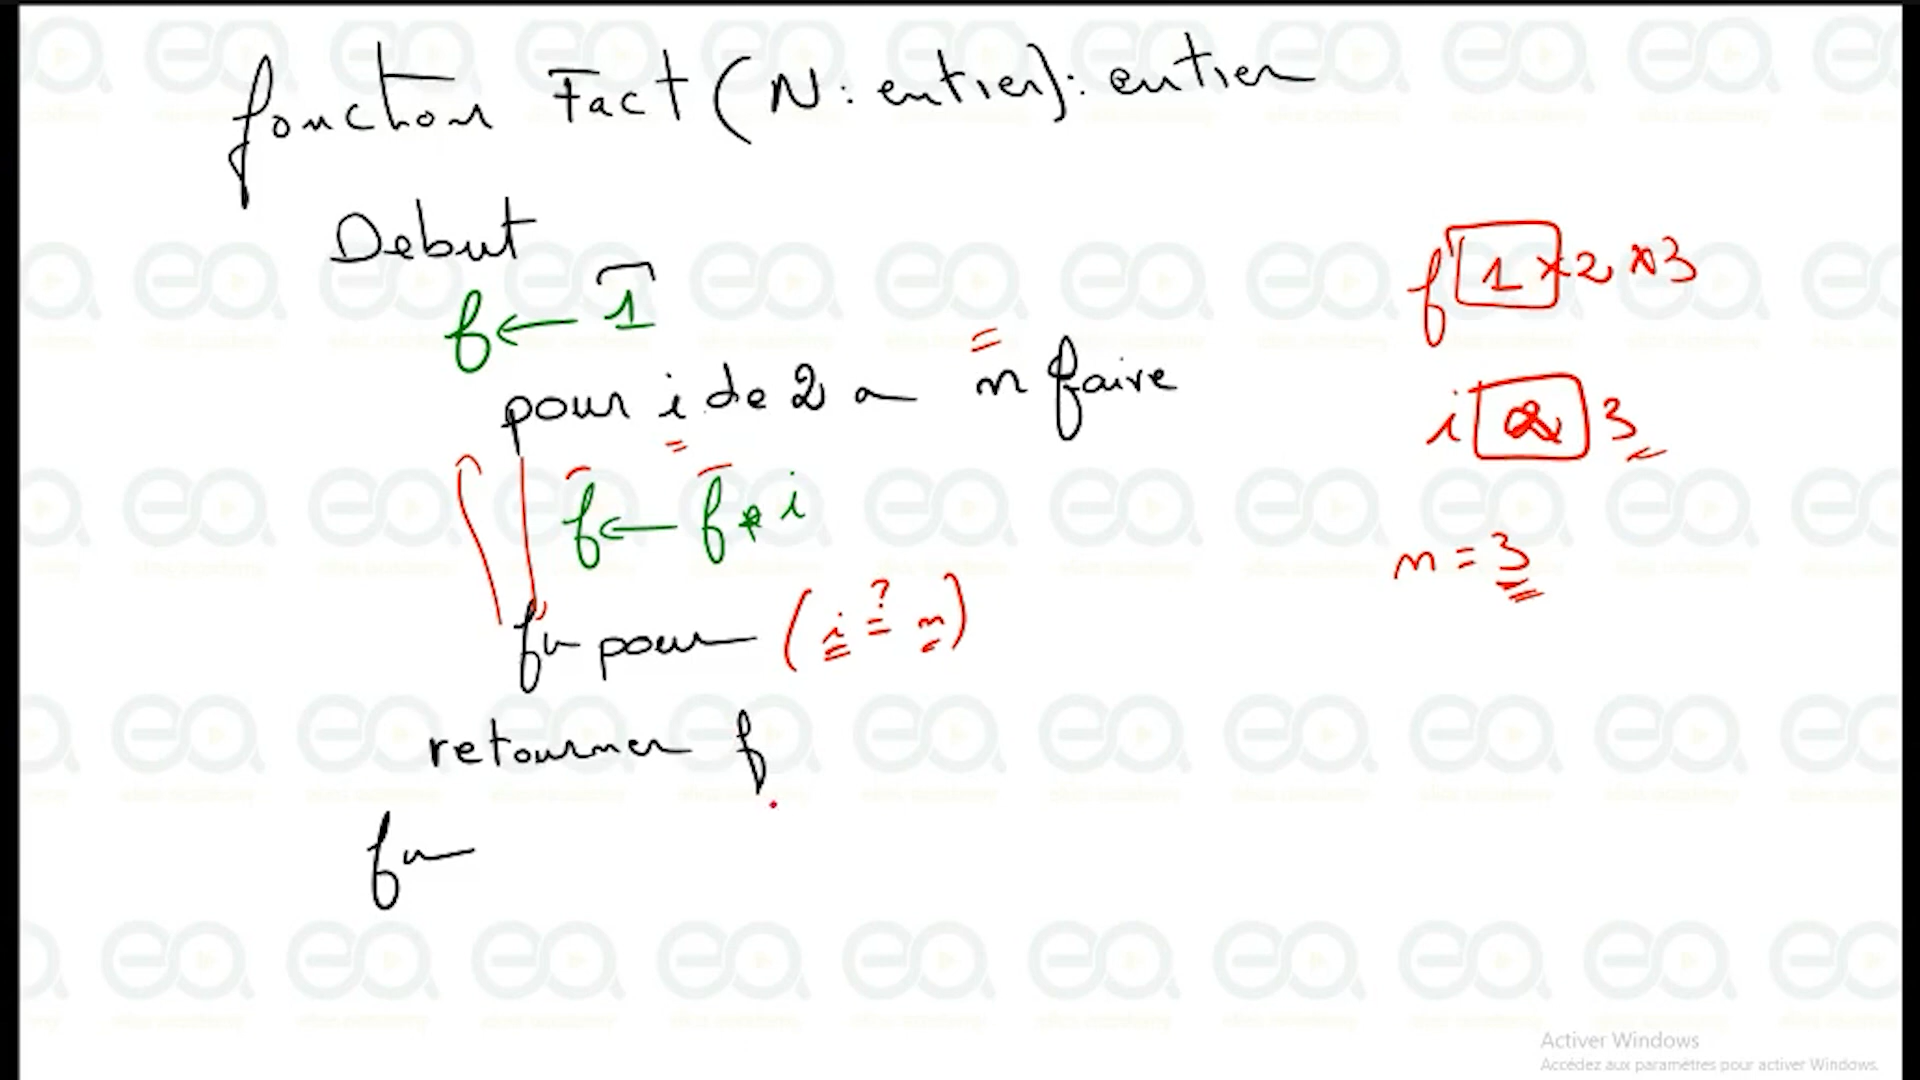 fonction Fact (N : entier) : entier
Debut
f ← 1
pour i de 2 a n faire
f ← f * i
fin pour (i =? n)
retourner f
fin
f 1 × 2 × 3
i 2 3
n = 3
Activer Windows
Accédez aux paramètres pour activer Windows.